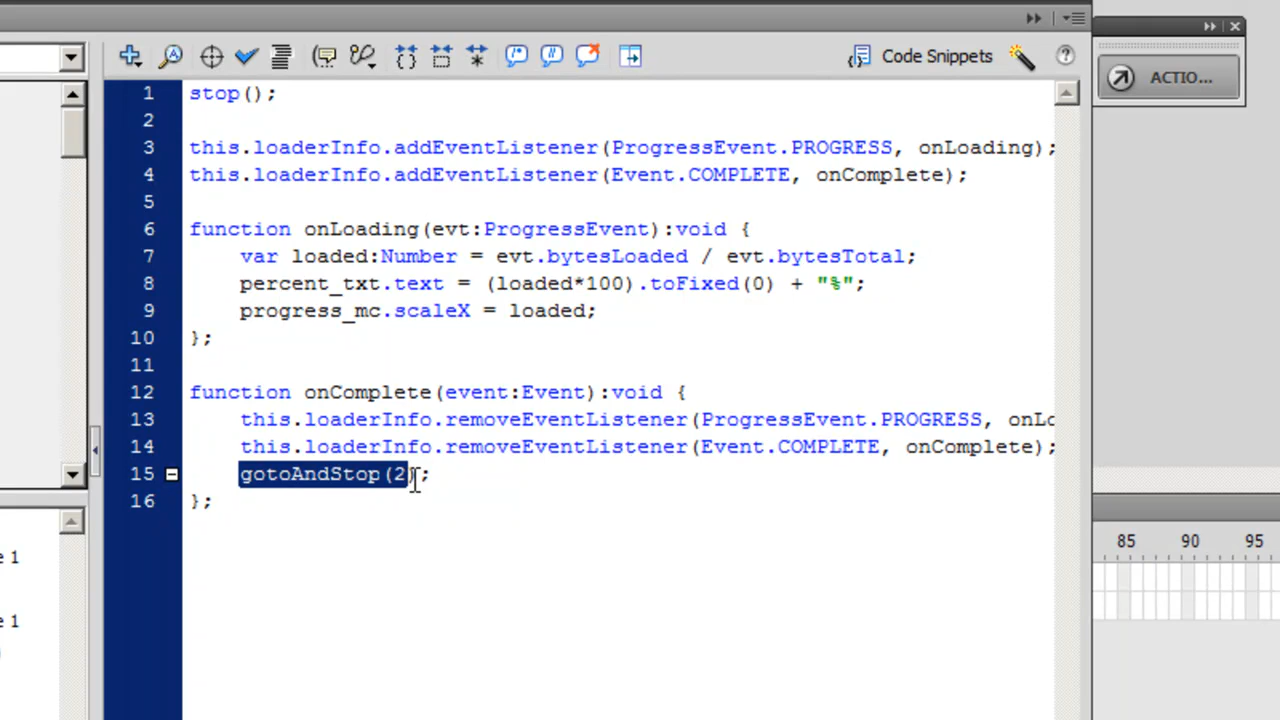 Code Snippets
ACTIO...
1 stop();
2
3 this.loaderInfo.addEventListener(ProgressEvent.PROGRESS, onLoading);
4 this.loaderInfo.addEventListener(Event.COMPLETE, onComplete);
5
6 function onLoading(evt:ProgressEvent):void {
7 var loaded:Number = evt.bytesLoaded / evt.bytesTotal;
8 percent_txt.text = (loaded*100).toFixed(0) + "%";
9 progress_mc.scaleX = loaded;
10 };
11
12 function onComplete(event:Event):void {
13 this.loaderInfo.removeEventListener(ProgressEvent.PROGRESS, onLo
14 this.loaderInfo.removeEventListener(Event.COMPLETE, onComplete);
15 gotoAndStop(2);
16 };
e 1
e 1
85 90 95